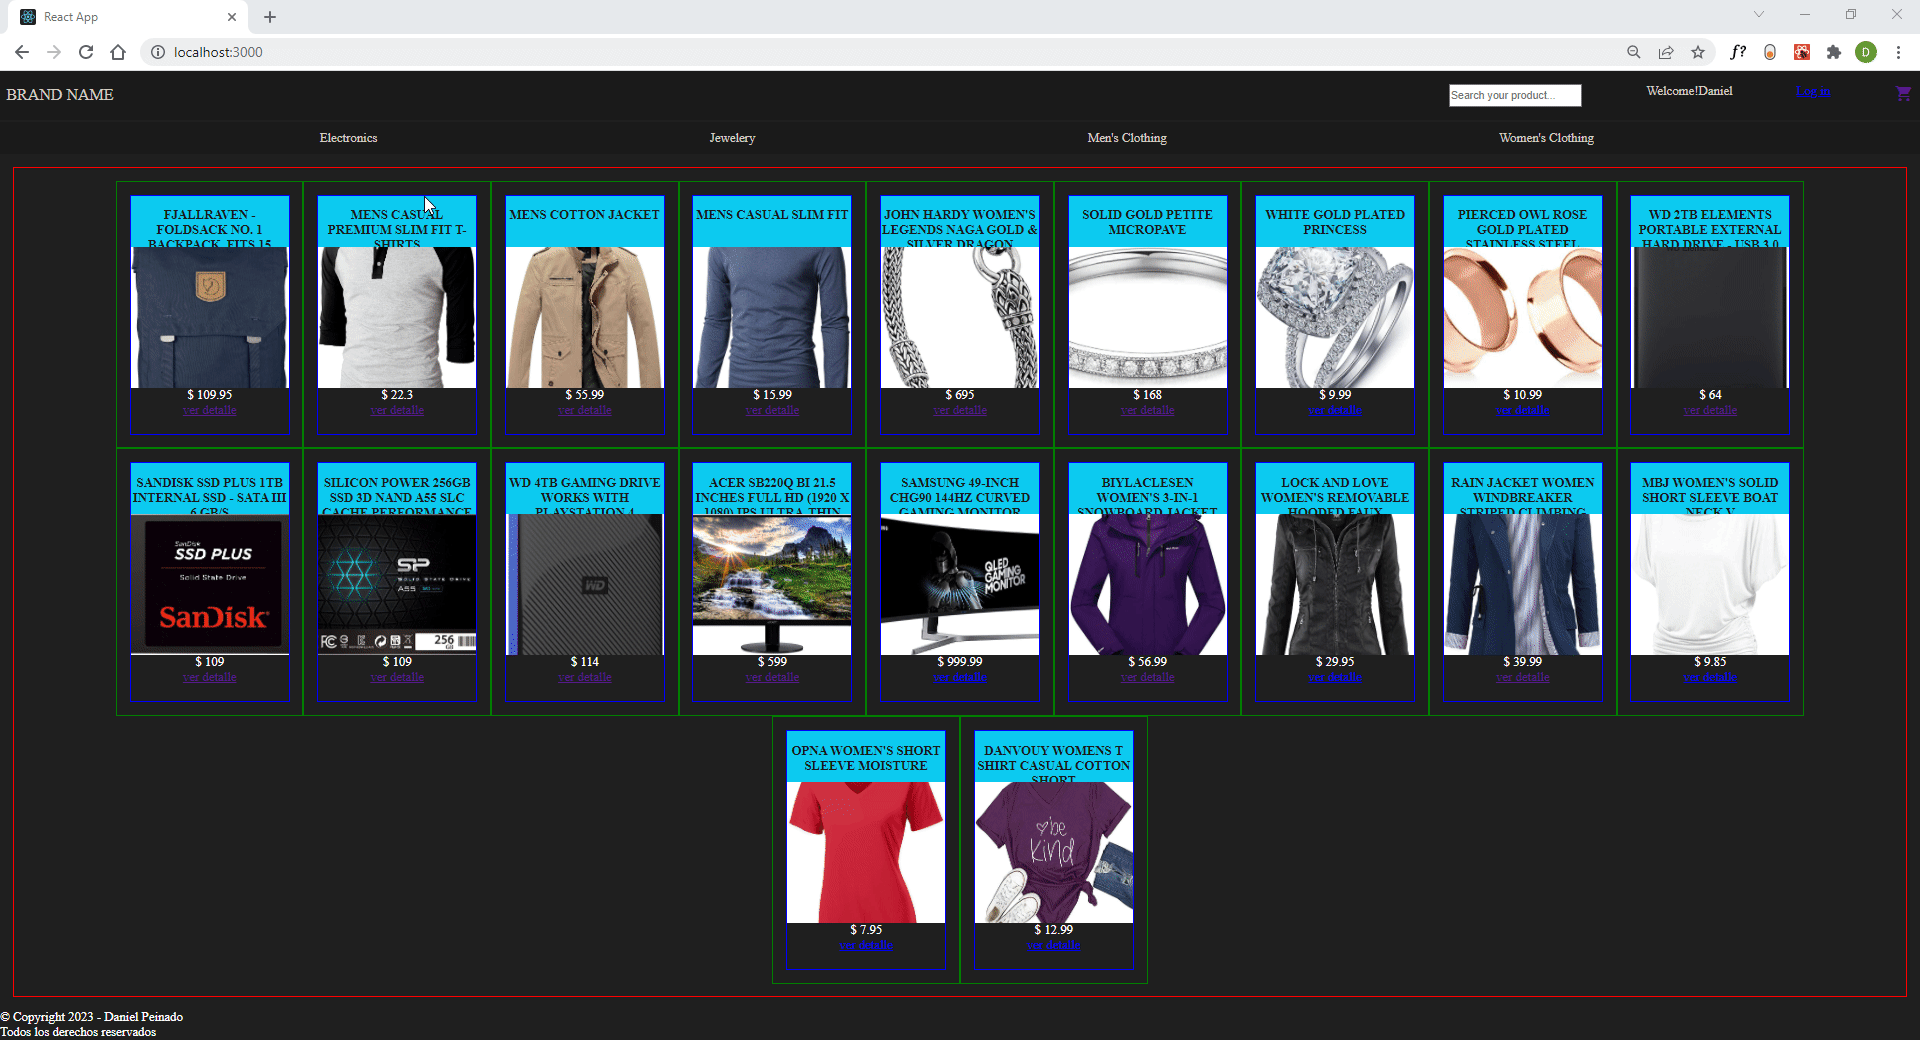 React App
localhost:3000
f?
D
BRAND NAME
Search your product...
Welcome!Daniel
Log in
Electronics
Jewelery
Men's Clothing
Women's Clothing
FJALLRAVEN -
FOLDSACK NO. 1
BACKPACK, FITS 15
$ 109.95
ver detalle
MENS CASUAL
PREMIUM SLIM FIT T-
SHIRTS
$ 22.3
ver detalle
MENS COTTON JACKET
$ 55.99
ver detalle
MENS CASUAL SLIM FIT
$ 15.99
ver detalle
JOHN HARDY WOMEN'S
LEGENDS NAGA GOLD &
SILVER DRAGON
$ 695
ver detalle
SOLID GOLD PETITE
MICROPAVE
$ 168
ver detalle
WHITE GOLD PLATED
PRINCESS
$ 9.99
ver detalle
PIERCED OWL ROSE
GOLD PLATED
STAINLESS STEEL
$ 10.99
ver detalle
WD 2TB ELEMENTS
PORTABLE EXTERNAL
HARD DRIVE - USB 3.0
$ 64
ver detalle
SANDISK SSD PLUS 1TB
INTERNAL SSD - SATA III
6 GB/S
SanDisk
SSD PLUS
Solid State Drive
SanDisk
$ 109
ver detalle
SILICON POWER 256GB
SSD 3D NAND A55 SLC
CACHE PERFORMANCE
SP
SOLID STATE DRIVE
A55
256
GB
$ 109
ver detalle
WD 4TB GAMING DRIVE
WORKS WITH
PLAYSTATION 4
WD
$ 114
ver detalle
ACER SB220Q BI 21.5
INCHES FULL HD (1920 X
1080) IPS ULTRA-THIN
$ 599
ver detalle
SAMSUNG 49-INCH
CHG90 144HZ CURVED
GAMING MONITOR
QLED
GAMING
MONITOR
$ 999.99
ver detalle
BIYLACLESEN
WOMEN'S 3-IN-1
SNOWBOARD JACKET
$ 56.99
ver detalle
LOCK AND LOVE
WOMEN'S REMOVABLE
HOODED FAUX
$ 29.95
ver detalle
RAIN JACKET WOMEN
WINDBREAKER
STRIPED CLIMBING
$ 39.99
ver detalle
MBJ WOMEN'S SOLID
SHORT SLEEVE BOAT
NECK V
$ 9.85
ver detalle
OPNA WOMEN'S SHORT
SLEEVE MOISTURE
$ 7.95
ver detalle
DANVOUY WOMENS T
SHIRT CASUAL COTTON
SHORT
be
kind
$ 12.99
ver detalle
© Copyright 2023 - Daniel Peinado
Todos los derechos reservados